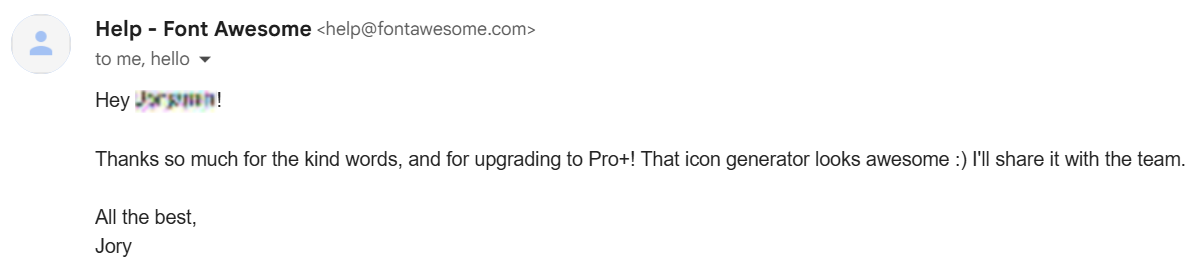 Help - Font Awesome <help@fontawesome.com>
to me, hello
Hey !
Thanks so much for the kind words, and for upgrading to Pro+! That icon generator looks awesome :) I'll share it with the team.
All the best,
Jory